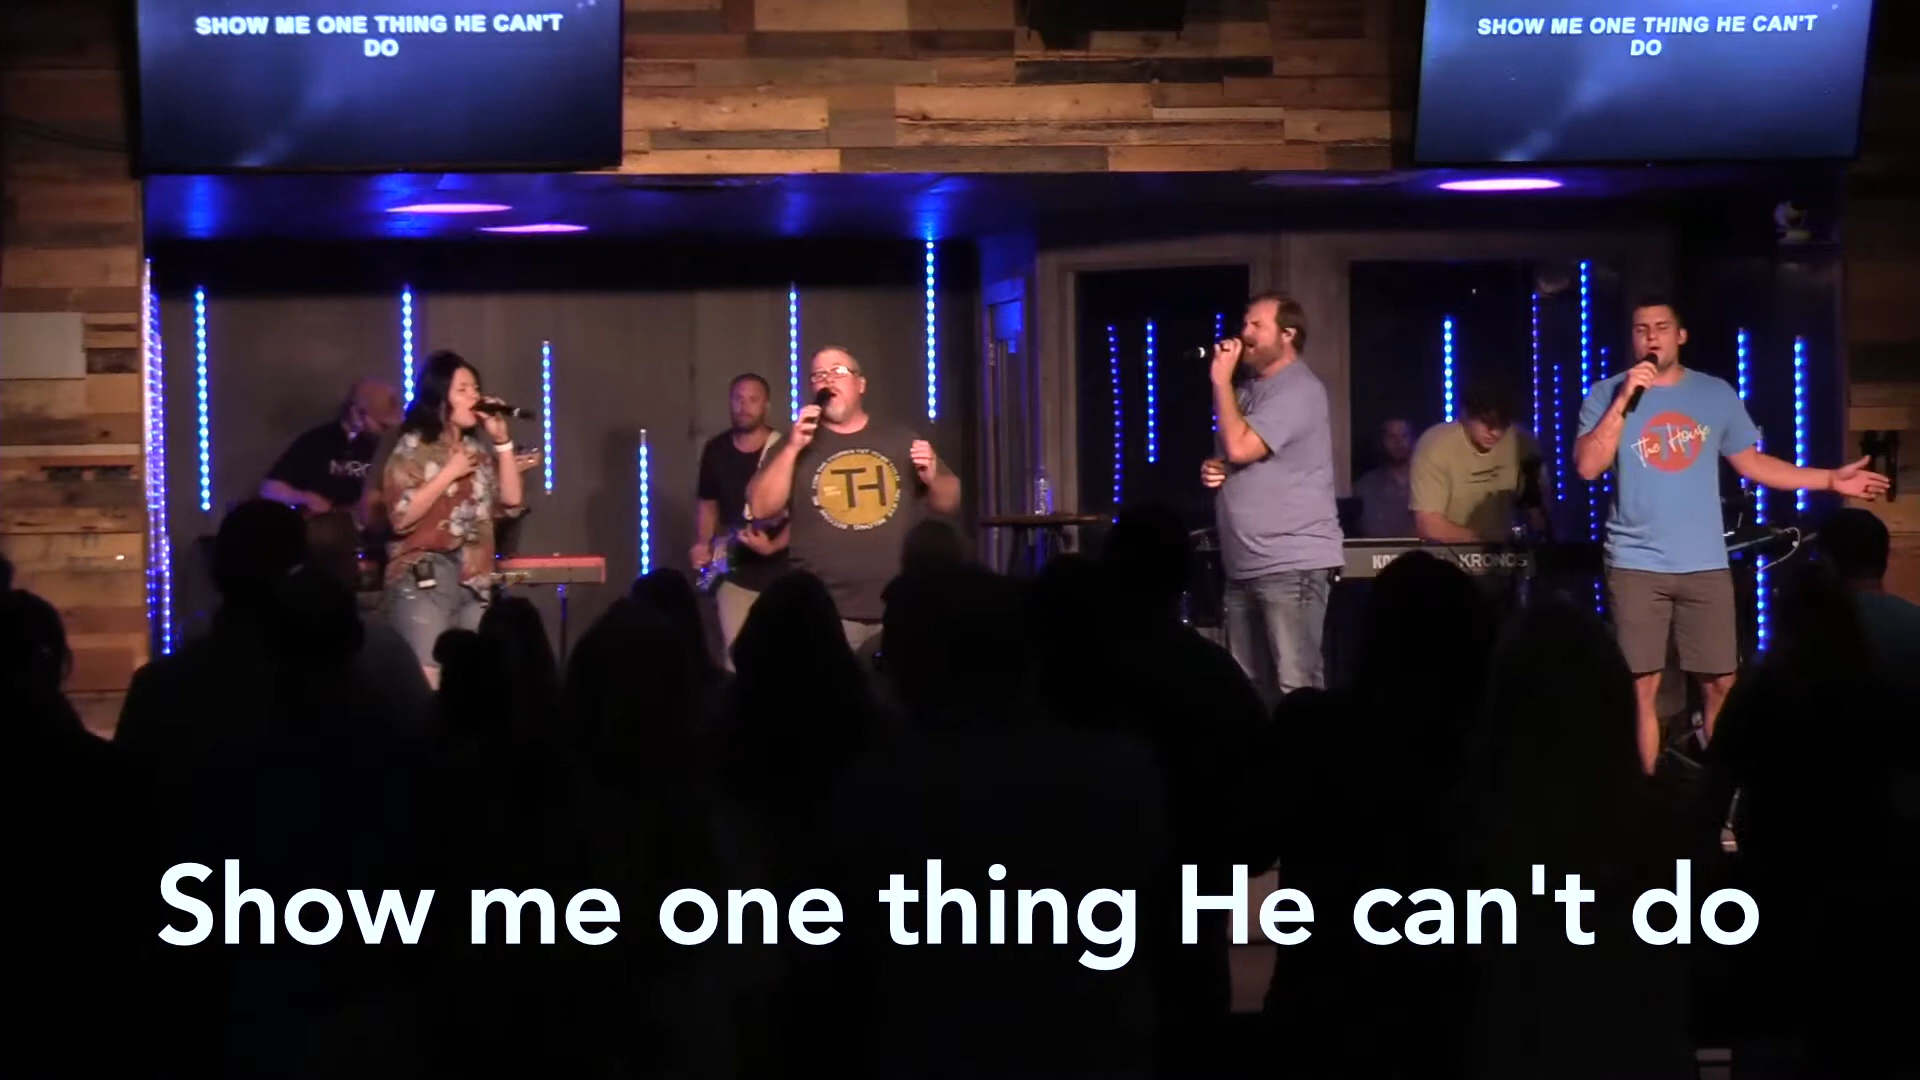 SHOW ME ONE THING HE CAN'T
DO
SHOW ME ONE THING HE CAN'T
DO
TH
The House
KRONOS
Show me one thing He can't do